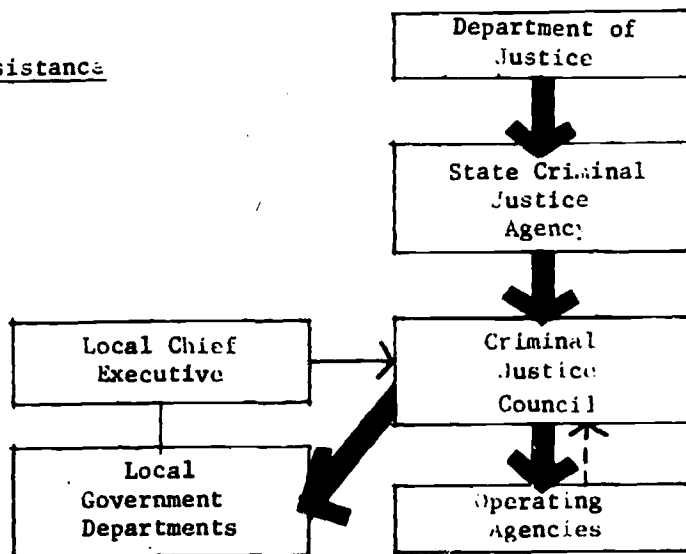 Department of
Justice
sistance
State Criminal
Justice
Agency
Local Chief
Executive
Criminal
Justice
Council
Local
Government
Departments
Operating
Agencies